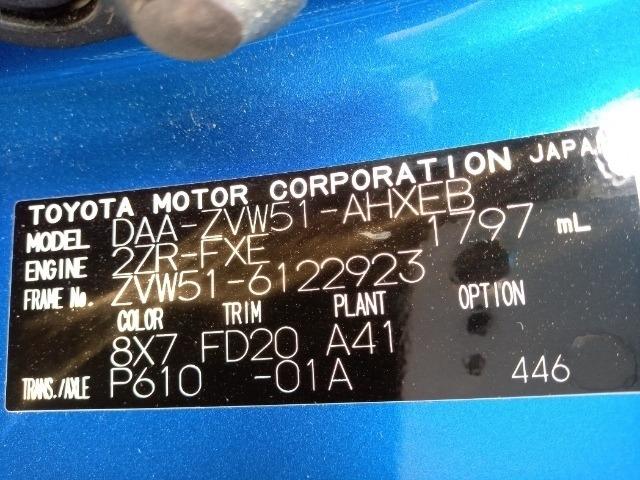 TOYOTA MOTOR CORPORATION JAPAN
MODEL DAA-ZVW51-AHXEB
ENGINE 2ZR-FXE 1797 mL
FRAME No. ZVW51-6122923
COLOR TRIM PLANT OPTION
8X7 FD20 A41
TRANS./AXLE P610 -01A 446